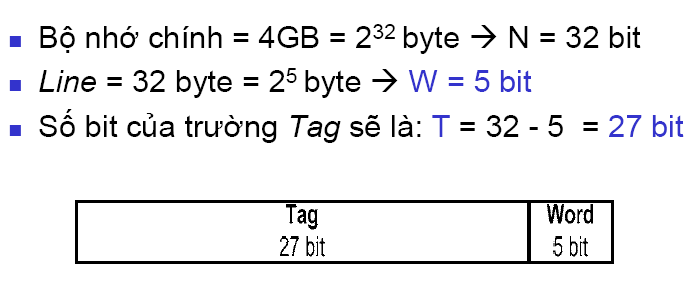 Bộ nhớ chính = 4GB = 2³² byte → N = 32 bit
Line = 32 byte = 2⁵ byte → W = 5 bit
Số bit của trường Tag sẽ là: T = 32 - 5 = 27 bit
Tag Word
27 bit 5 bit